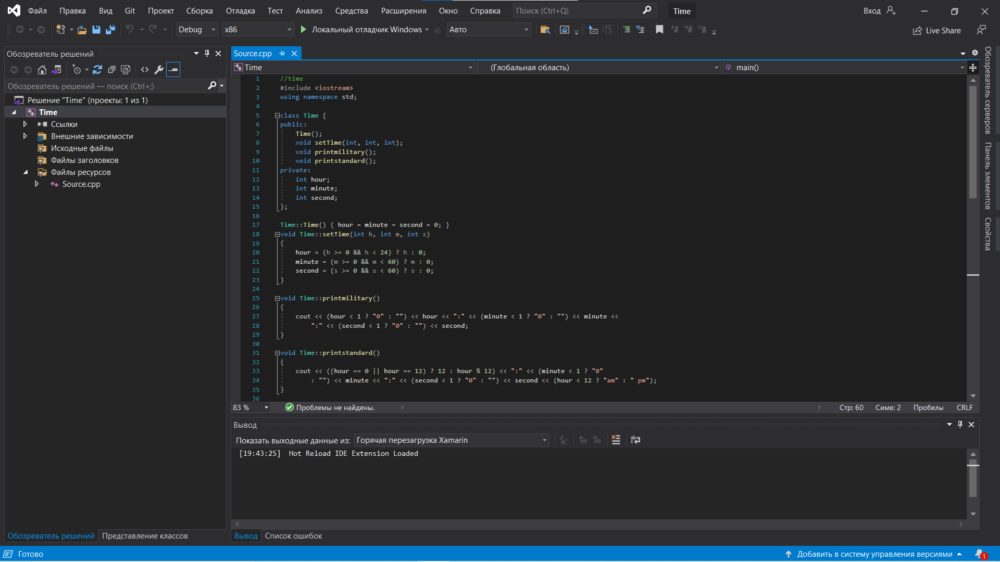 Файл Правка Вид Git Проект Сборка Отладка Тест Анализ Средства Расширения Окно Справка Поиск (Ctrl+Q) Time Вход
Debug x86 Локальный отладчик Windows Авто Live Share
Обозреватель решений
Обозреватель решений — поиск (Ctrl+;)
Решение "Time" (проекты: 1 из 1)
Time
Ссылки
Внешние зависимости
Исходные файлы
Файлы заголовков
Файлы ресурсов
Source.cpp
Обозреватель решений Представление классов
Source.cpp
Time (Глобальная область) main()
1 //time
2 #include <iostream>
3 using namespace std;
4
5 class Time {
6 public:
7 Time();
8 void setTime(int, int, int);
9 void printmilitary();
10 void printstandard();
11 private:
12 int hour;
13 int minute;
14 int second;
15 };
16
17 Time::Time() { hour = minute = second = 0; }
18 void Time::setTime(int h, int m, int s)
19 {
20 hour = (h >= 0 && h < 24) ? h : 0;
21 minute = (m >= 0 && m < 60) ? m : 0;
22 second = (s >= 0 && s < 60) ? s : 0;
23 }
24
25 void Time::printmilitary()
26 {
27 cout << (hour < 1 ? "0" : "") << hour << ":" << (minute < 1 ? "0" : "") << minute <<
28 ":" << (second < 1 ? "0" : "") << second;
29 }
30
31 void Time::printstandard()
32 {
33 cout << ((hour == 0 || hour == 12) ? 12 : hour % 12) << ":" << (minute < 1 ? "0"
34 : "") << minute << ":" << (second < 1 ? "0" : "") << second << (hour < 12 ? "am" : " pm");
35 }
36
83 % Проблемы не найдены. Стр: 60 Симв: 2 Пробелы CRLF
Вывод
Показать выходные данные из: Горячая перезагрузка Xamarin
[19:43:25] Hot Reload IDE Extension Loaded
Вывод Список ошибок
Обозреватель серверов
Панель элементов
Свойства
Готово Добавить в систему управления версиями 1